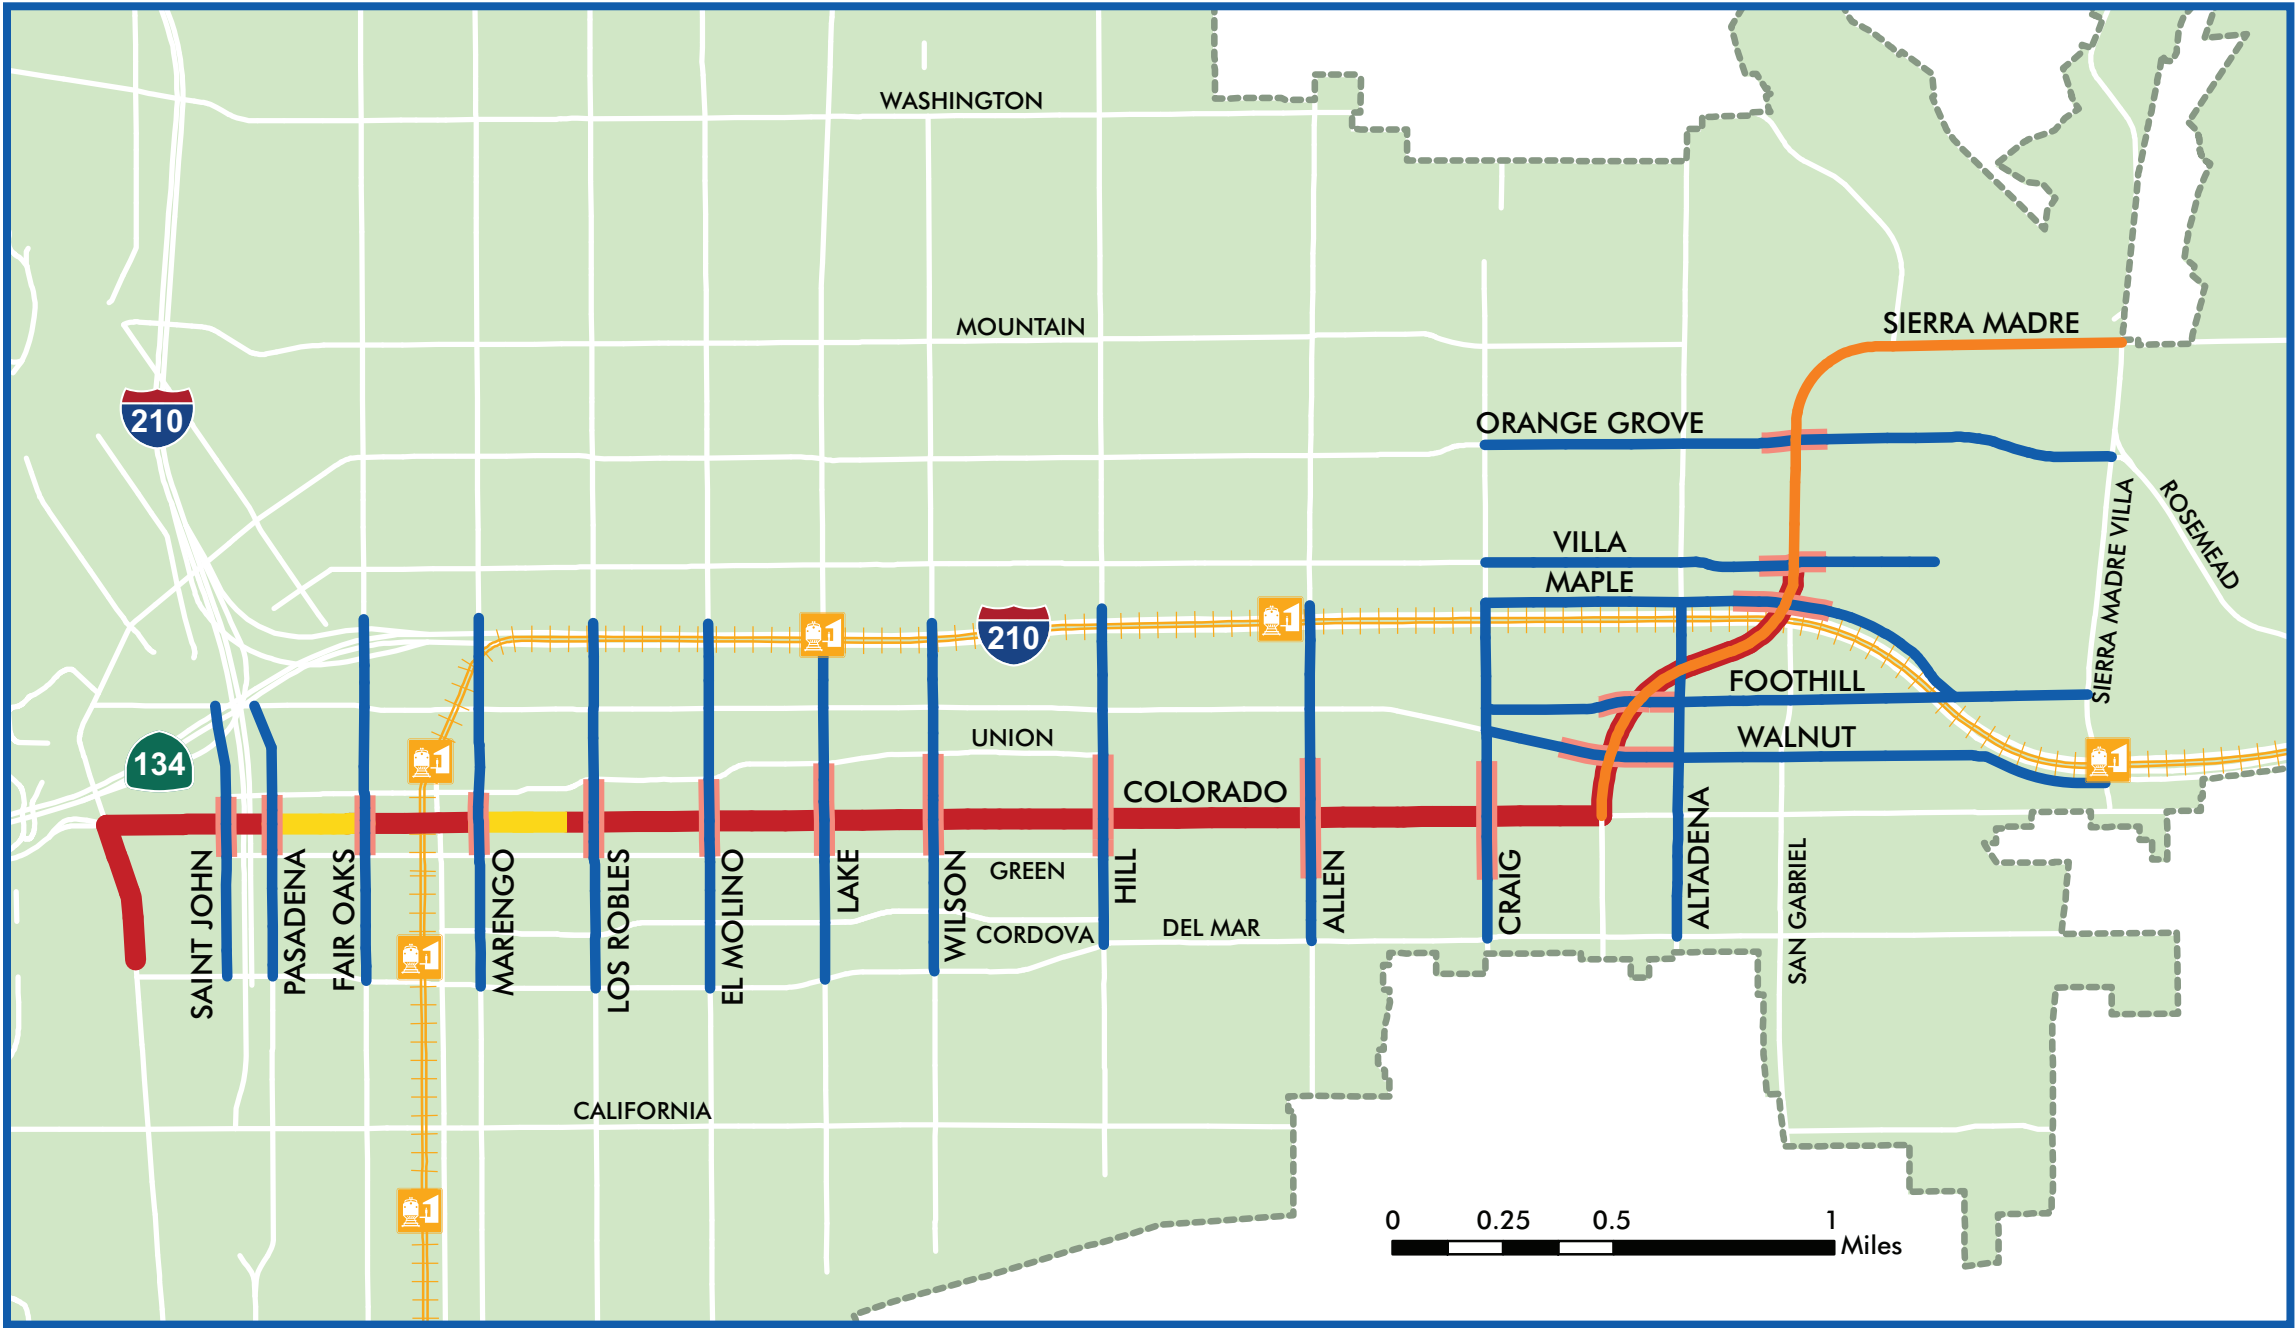 WASHINGTON
MOUNTAIN
SIERRA MADRE
210
ORANGE GROVE
SIERRA MADRE VILLA
ROSEMEAD
VILLA
MAPLE
210
FOOTHILL
UNION
WALNUT
134
COLORADO
SAINT JOHN
PASADENA
FAIR OAKS
MARENGO
LOS ROBLES
EL MOLINO
LAKE
WILSON
GREEN
HILL
ALLEN
CRAIG
ALTADENA
SAN GABRIEL
CORDOVA
DEL MAR
CALIFORNIA
0 0.25 0.5 1
Miles